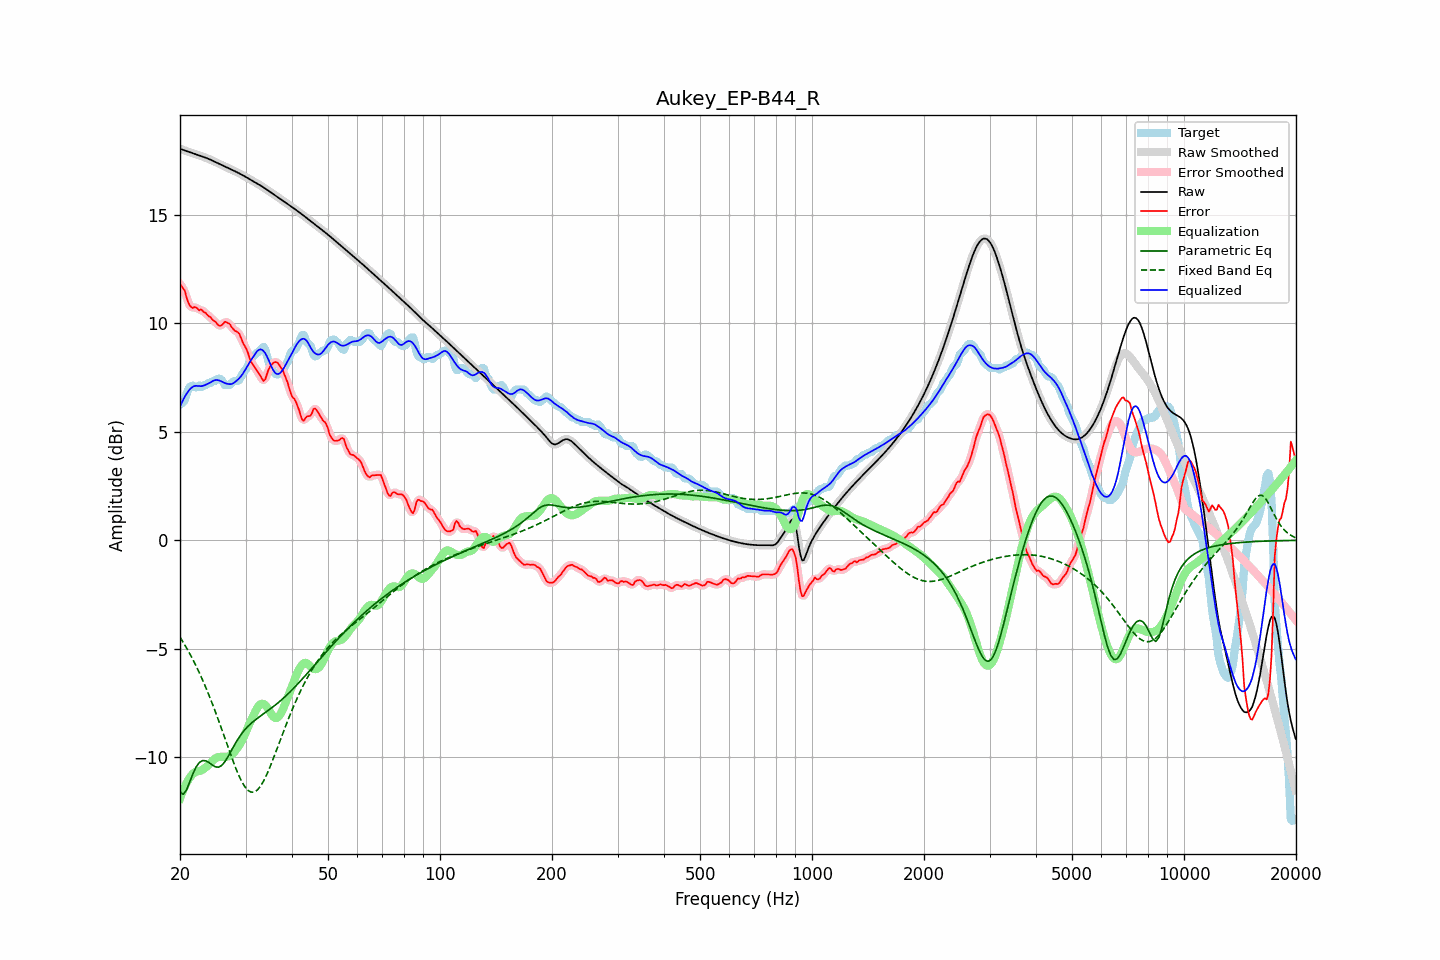 Aukey_EP-B44_R
Target
Raw Smoothed
Error Smoothed
Raw
Error
Equalization
Parametric Eq
Fixed Band Eq
Equalized
15
10
5
0
−5
−10
Amplitude (dBr)
20 50 100 200 500 1000 2000 5000 10000 20000
Frequency (Hz)